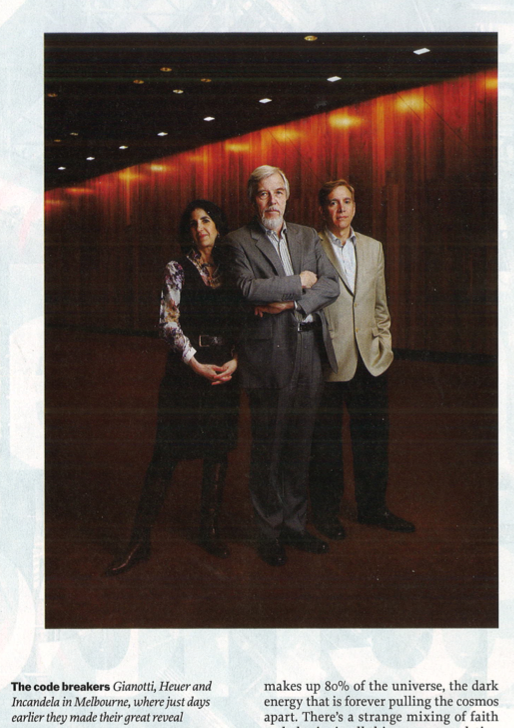 The code breakers Gianotti, Heuer and
Incandela in Melbourne, where just days
earlier they made their great reveal
makes up 80% of the universe, the dark
energy that is forever pulling the cosmos
apart. There's a strange mixing of faith